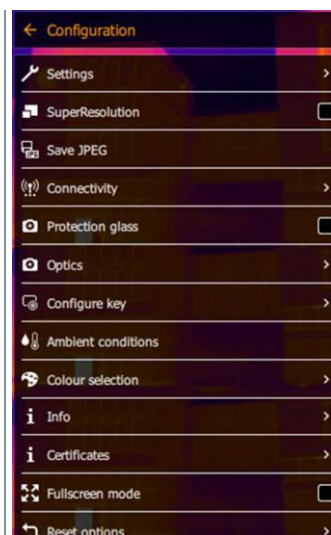 Configuration
Settings
SuperResolution
Save JPEG
Connectivity
Protection glass
Optics
Configure key
Ambient conditions
Colour selection
Info
Certificates
Fullscreen mode
Reset options